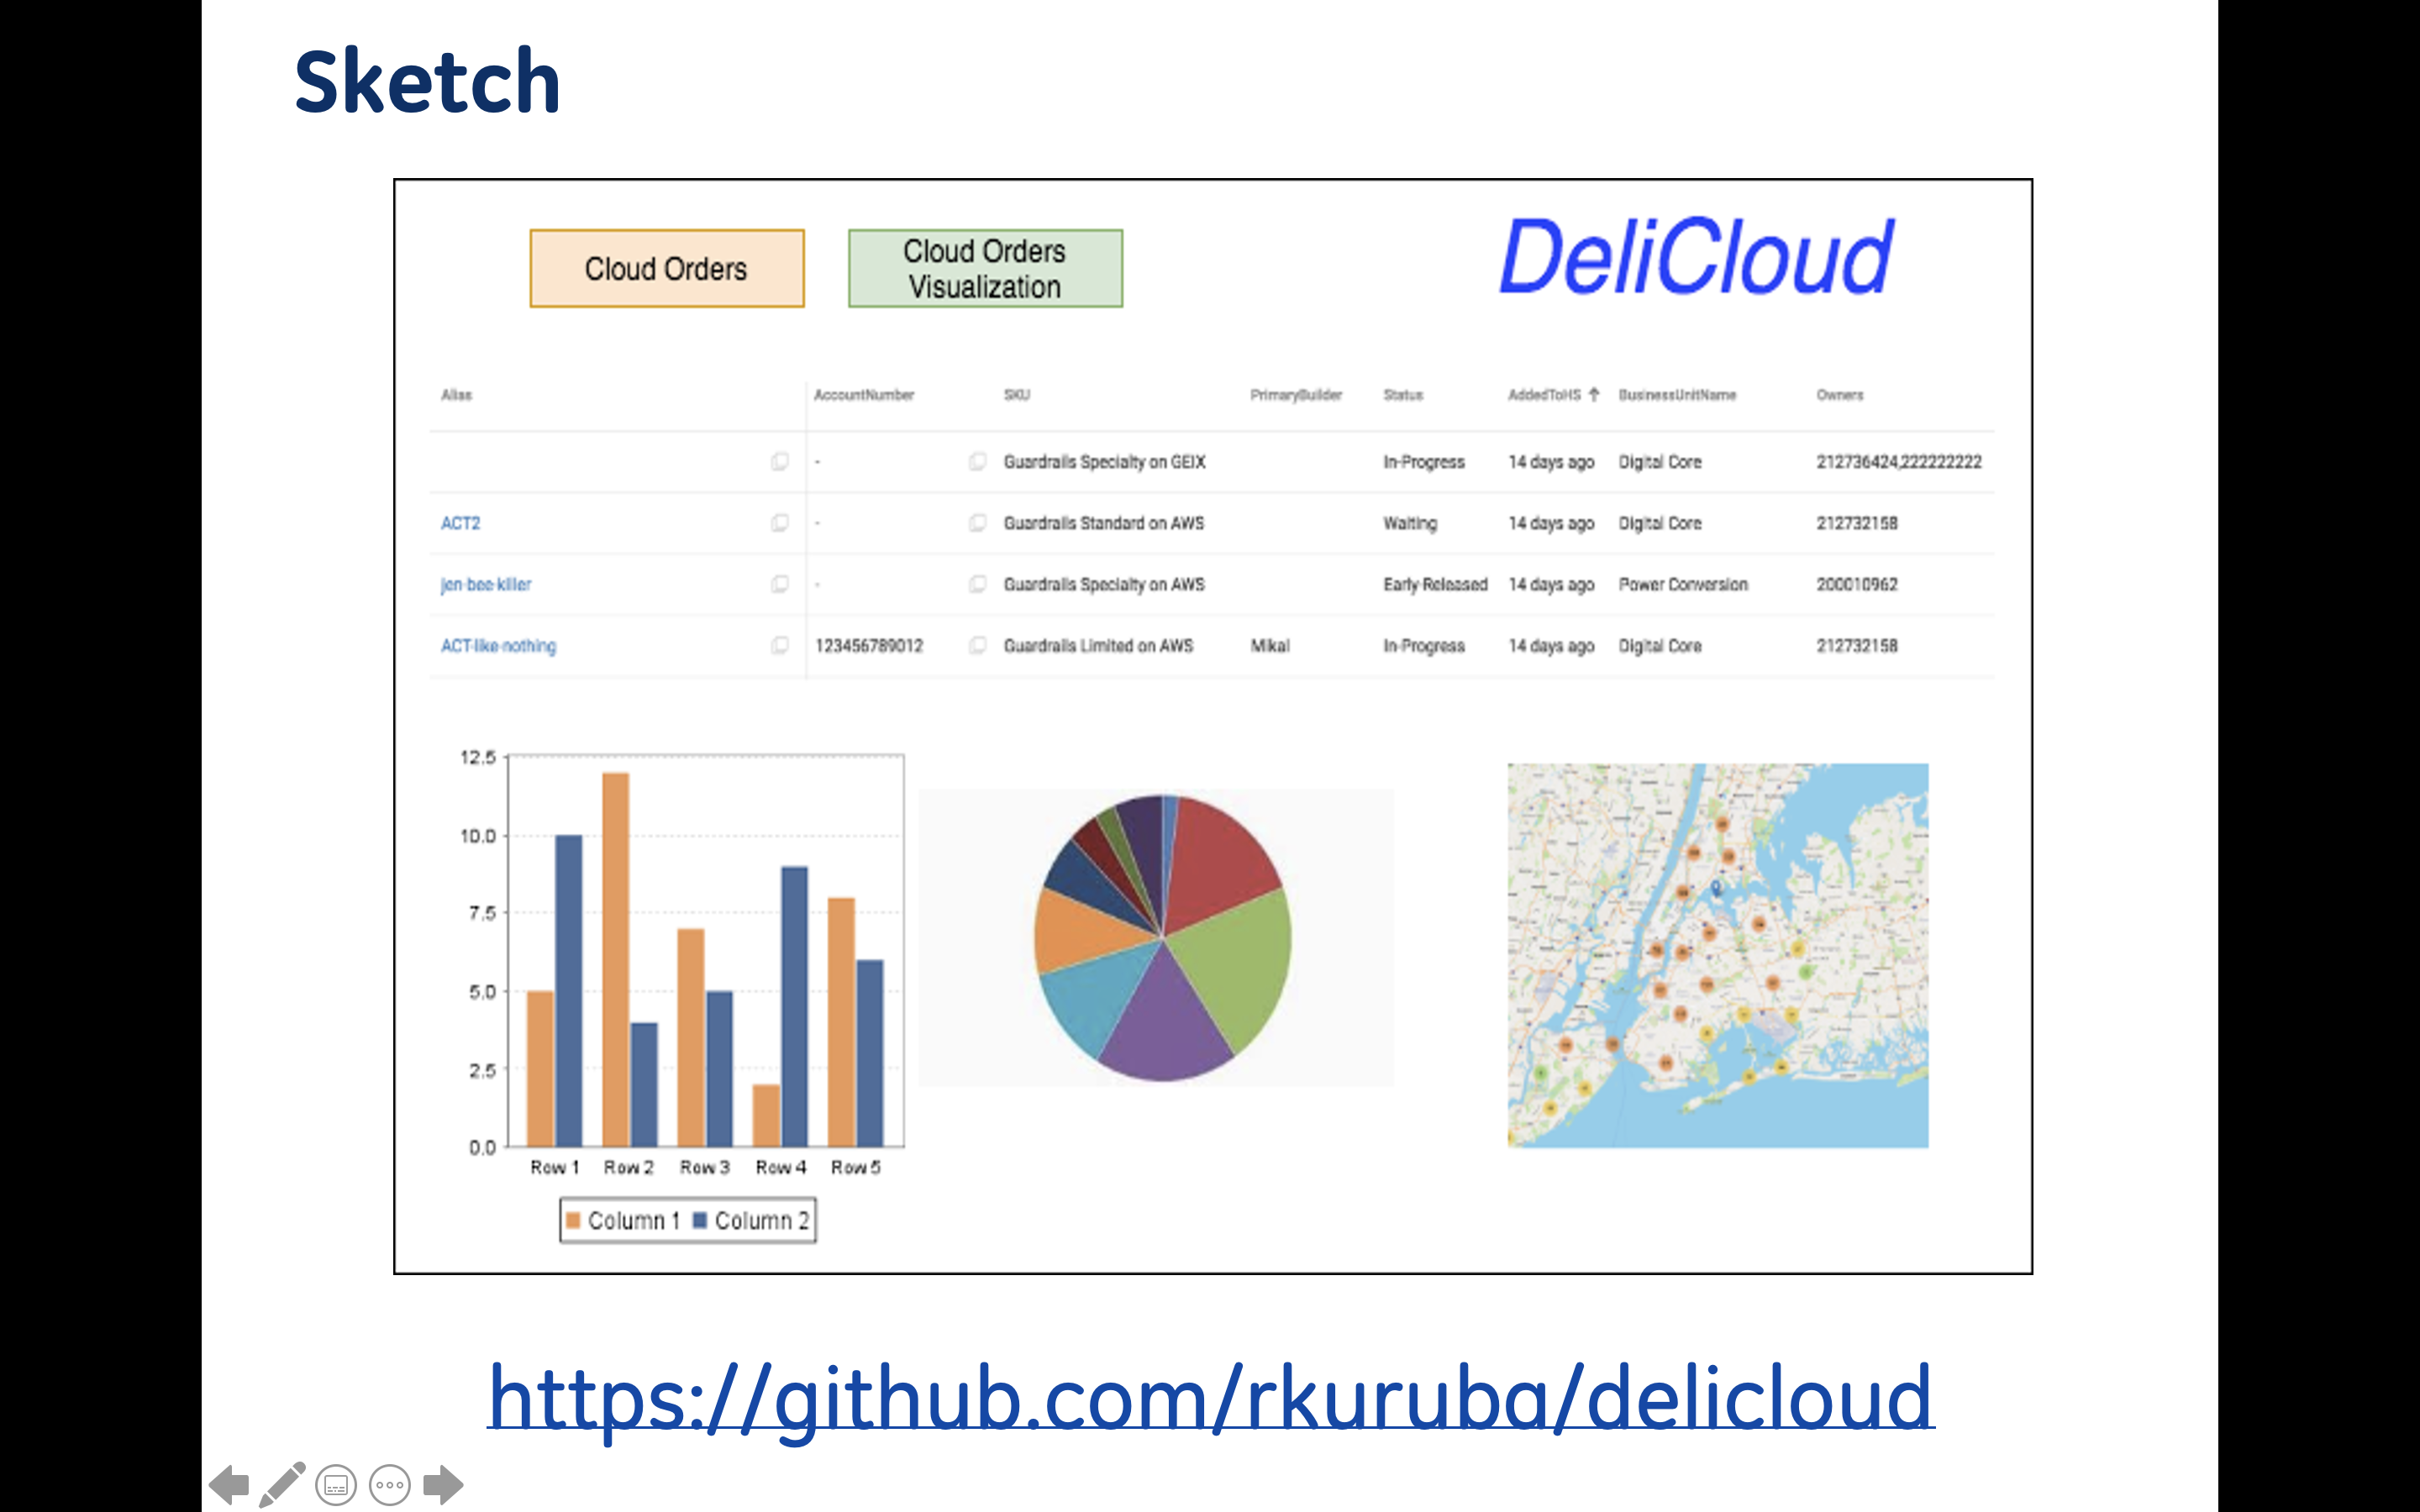 Sketch
Cloud Orders
Cloud Orders
Visualization
DeliCloud
Alias AccountNumber SKU PrimaryBuilder Status AddedToHS ↑ BusinessUnitName Owners
- Guardrails Specialty on GEIX In-Progress 14 days ago Digital Core 212736424,222222222
ACT2 - Guardrails Standard on AWS Waiting 14 days ago Digital Core 212732158
jen-bee-killer - Guardrails Specialty on AWS Early-Released 14 days ago Power Conversion 200010962
ACT-like-nothing 123456789012 Guardrails Limited on AWS Mikal In-Progress 14 days ago Digital Core 212732158
12.5
10.0
7.5
5.0
2.5
0.0
Row 1 Row 2 Row 3 Row 4 Row 5
Column 1 Column 2
https://github.com/rkuruba/delicloud